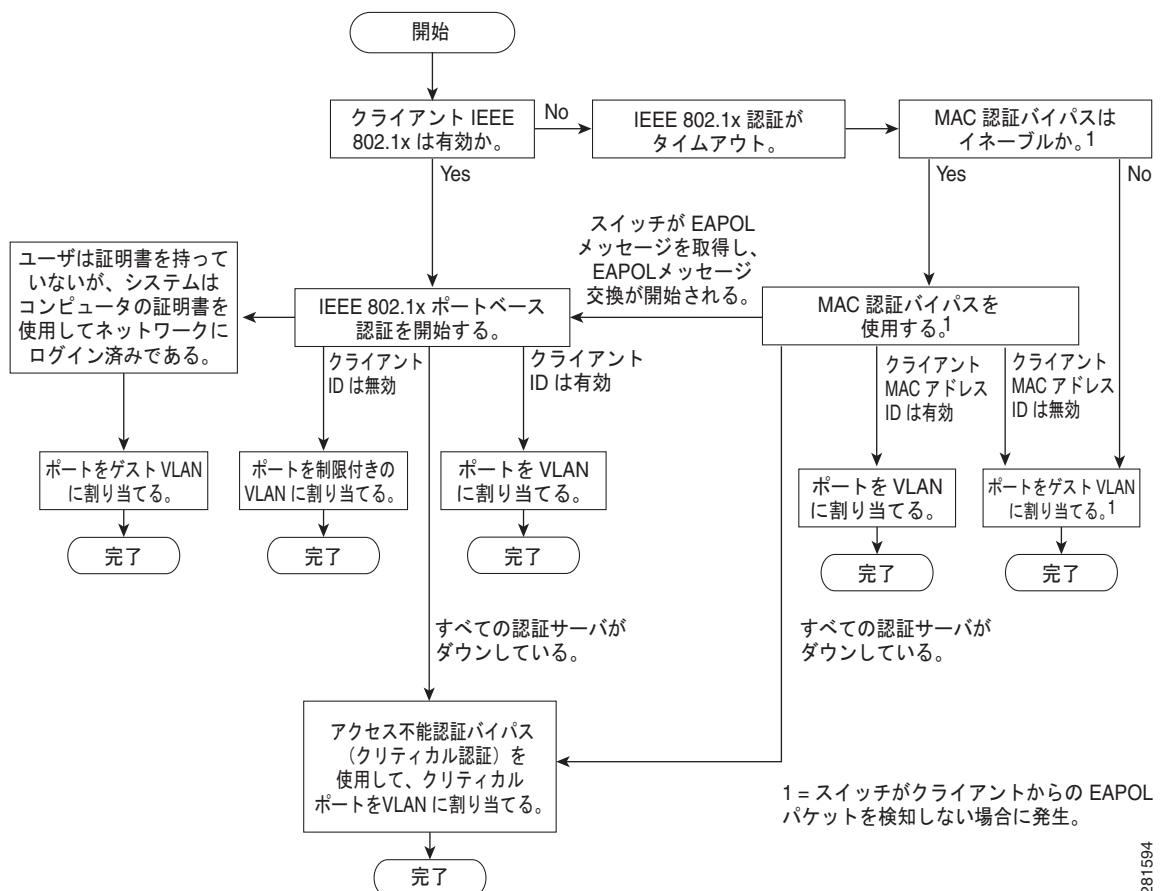 開始
クライアント IEEE
802.1x は有効か。
No
IEEE 802.1x 認証が
タイムアウト。
MAC 認証バイパスは
イネーブルか。1
Yes
Yes
No
スイッチが EAPOL
メッセージを取得し、
EAPOLメッセージ
交換が開始される。
ユーザは証明書を持って
いないが、システムは
コンピュータの証明書を
使用してネットワークに
ログイン済みである。
IEEE 802.1x ポートベース
認証を開始する。
MAC 認証バイパスを
使用する。1
クライアント
ID は無効
クライアント
ID は有効
クライアント
MAC アドレス
ID は有効
クライアント
MAC アドレス
ID は無効
ポートをゲスト VLAN
に割り当てる。
ポートを制限付きの
VLAN に割り当てる。
ポートを VLAN
に割り当てる。
ポートを VLAN
に割り当てる。
ポートをゲスト VLAN
に割り当てる。1
完了
完了
完了
完了
完了
すべての認証サーバが
ダウンしている。
すべての認証サーバが
ダウンしている。
アクセス不能認証バイパス
(クリティカル認証)を
使用して、クリティカル
ポートをVLAN に割り当てる。
1 = スイッチがクライアントからの EAPOL
パケットを検知しない場合に発生。
完了
281594